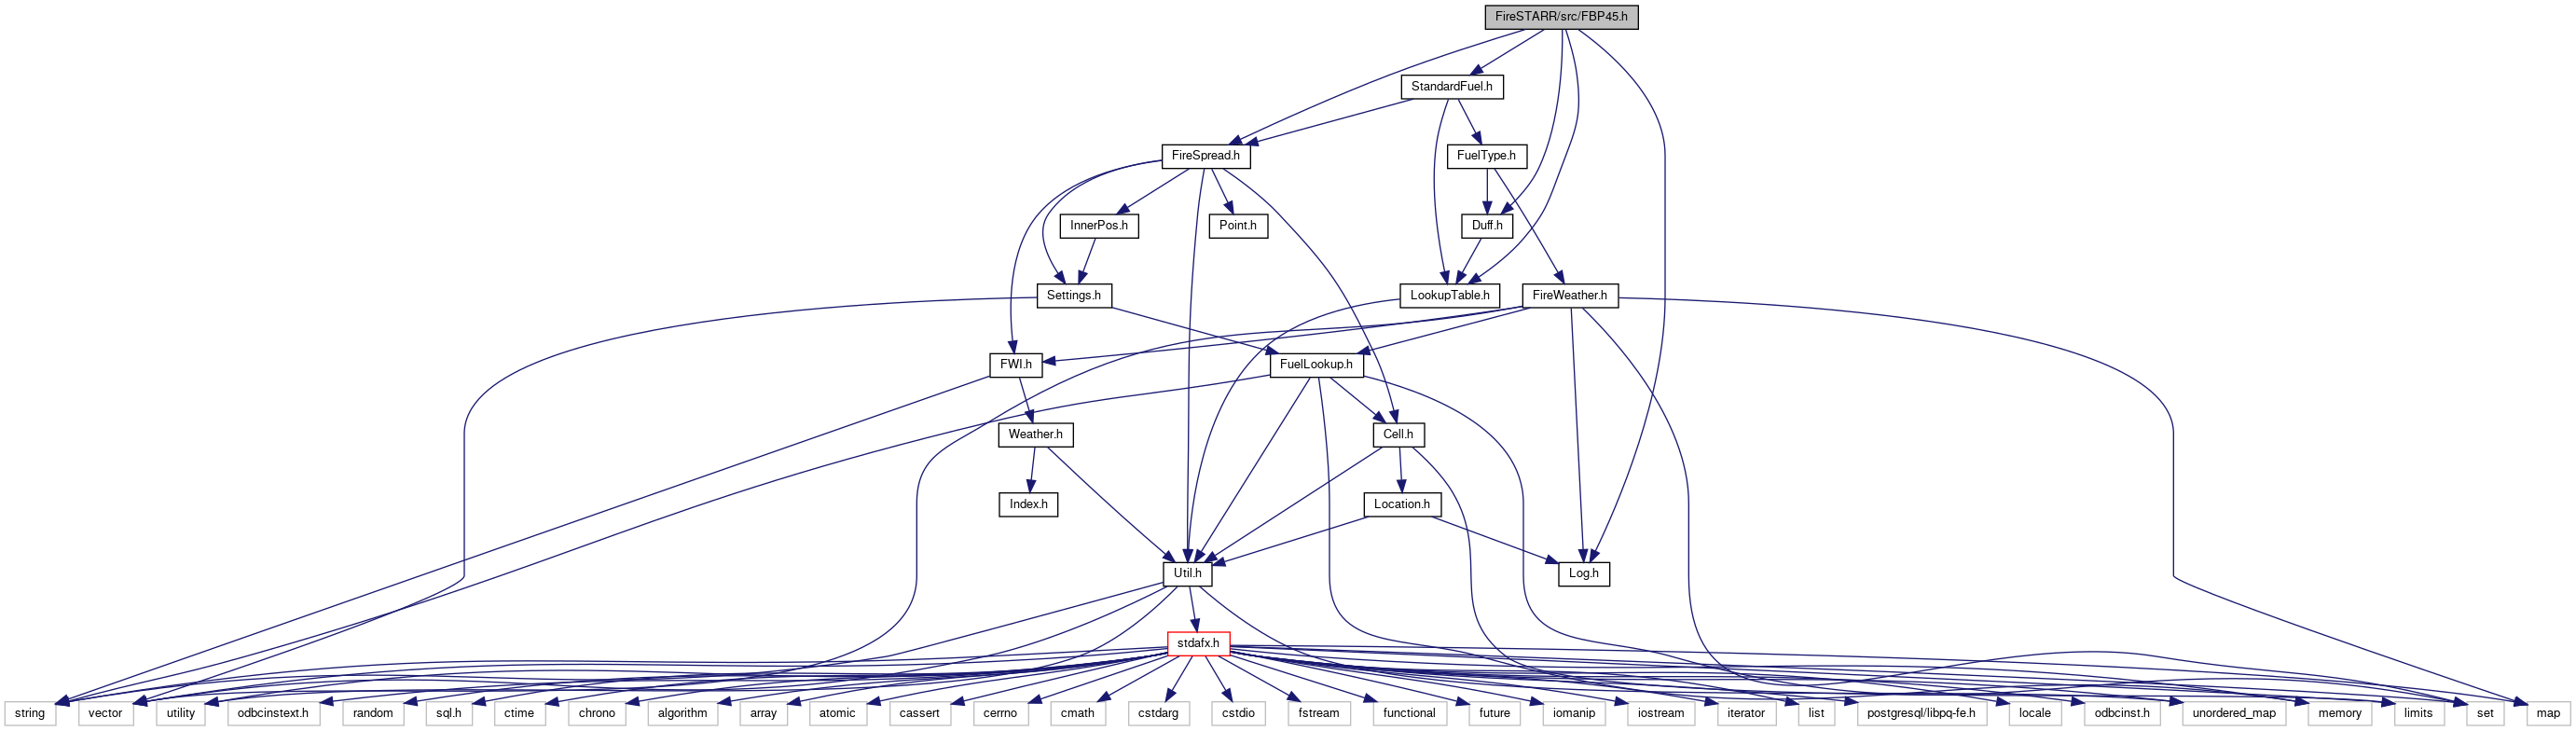 FireSTARR/src/FBP45.h
StandardFuel.h
FireSpread.h
FuelType.h
InnerPos.h
Point.h
Duff.h
Settings.h
LookupTable.h
FireWeather.h
FWI.h
FuelLookup.h
Weather.h
Cell.h
Index.h
Location.h
Util.h
Log.h
stdafx.h
string
vector
utility
odbcinstext.h
random
sql.h
ctime
chrono
algorithm
array
atomic
cassert
cerrno
cmath
cstdarg
cstdio
fstream
functional
future
iomanip
iostream
iterator
list
postgresql/libpq-fe.h
locale
odbcinst.h
unordered_map
memory
limits
set
map